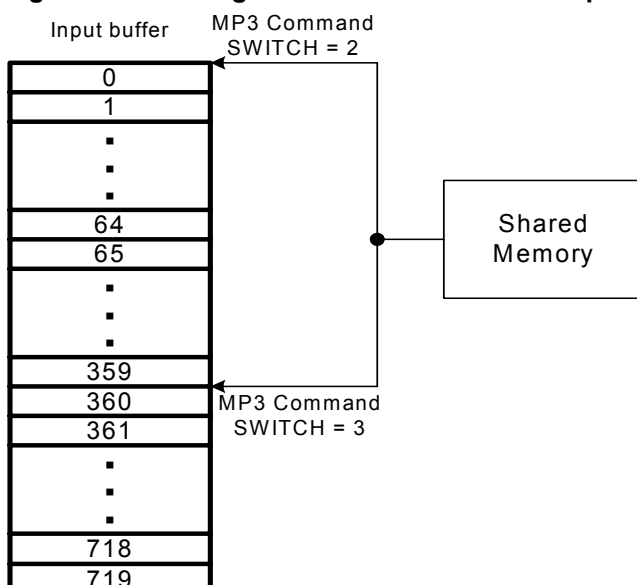 Input buffer
MP3 Command
SWITCH = 2
0
1
64
65
Shared
Memory
359
360
361
MP3 Command
SWITCH = 3
718
719